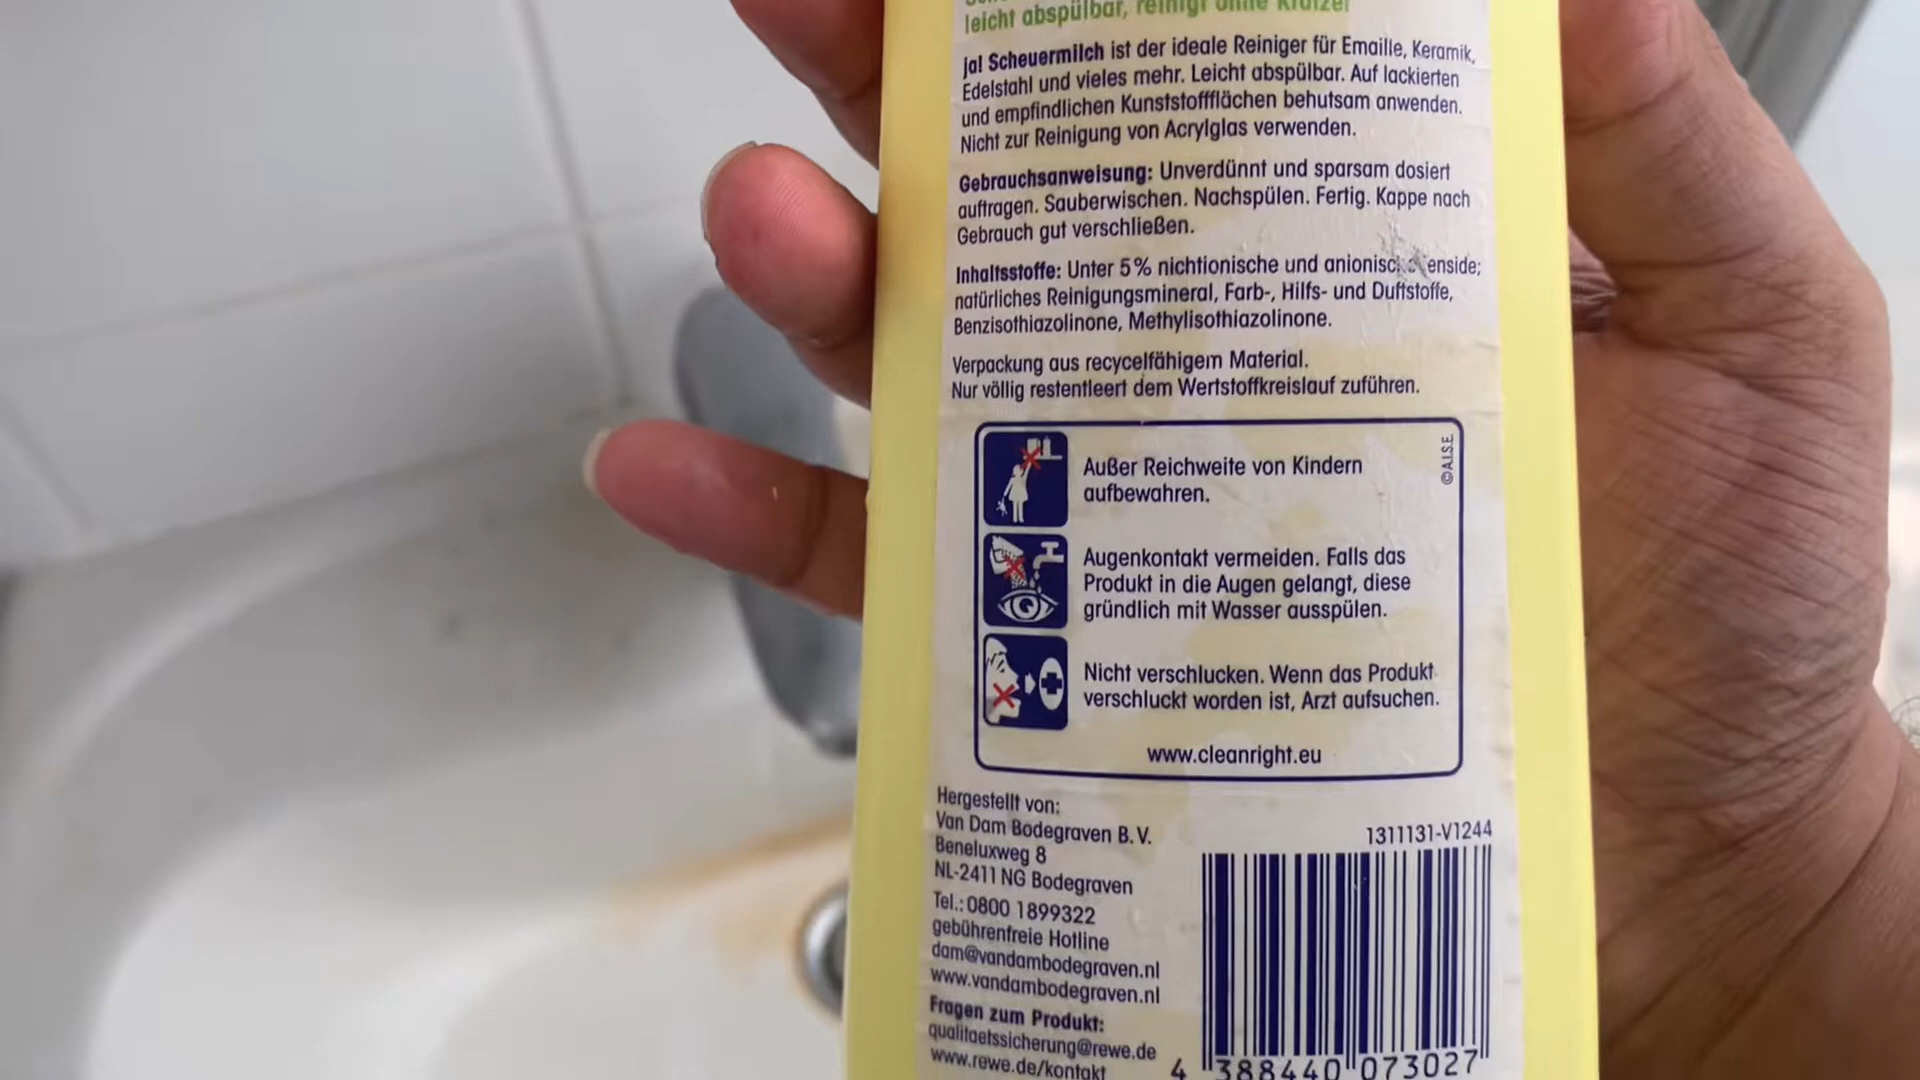 leicht abspülbar, reinigt ohne Kratzer
ja! Scheuermilch ist der ideale Reiniger für Emaille, Keramik,
Edelstahl und vieles mehr. Leicht abspülbar. Auf lackierten
und empfindlichen Kunststoffflächen behutsam anwenden.
Nicht zur Reinigung von Acrylglas verwenden.
Gebrauchsanweisung: Unverdünnt und sparsam dosiert
auftragen. Sauberwischen. Nachspülen. Fertig. Kappe nach
Gebrauch gut verschließen.
Inhaltsstoffe: Unter 5% nichtionische und
natürliches Reinigungsmineral, Farb-, Hilfs- und Duftstoffe,
Benzisothiazolinone, Methylisothiazolinone.
Verpackung aus recycelfähigem Material.
Nur völlig restentleert dem Wertstoffkreislauf zuführen.
Außer Reichweite von Kindern
aufbewahren.
©A.I.S.E.
Augenkontakt vermeiden. Falls das
Produkt in die Augen gelangt, diese
gründlich mit Wasser ausspülen.
Nicht verschlucken. Wenn das Produkt
verschluckt worden ist, Arzt aufsuchen.
www.cleanright.eu
Hergestellt von:
Van Dam Bodegraven B.V.
Beneluxweg 8
NL-2411 NG Bodegraven
Tel.: 0800 1899322
gebührenfreie Hotline
dam@vandambodegraven.nl
www.vandambodegraven.nl
Fragen zum Produkt:
qualitaetssicherung@rewe.de
www.rewe.de/kontakt
1311131-V1244
4 388440 073027